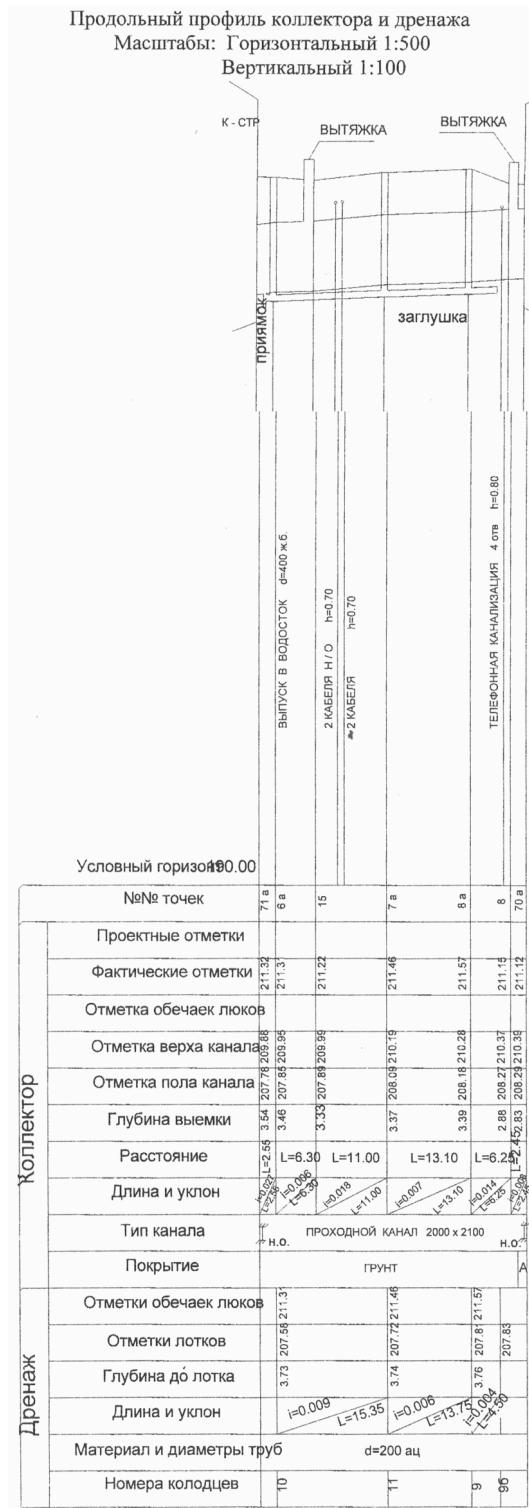 Продольный профиль коллектора и дренажа
Масштабы: Горизонтальный 1:500
Вертикальный 1:100
К - СТР
ВЫТЯЖКА
ВЫТЯЖКА
приямок
заглушка
ВЫПУСК В ВОДОСТОК d=400 ж.б.
2 КАБЕЛЯ Н / О h=0.70
2 КАБЕЛЯ h=0.70
ТЕЛЕФОННАЯ КАНАЛИЗАЦИЯ 4 отв h=0.80
Условный горизонт 190.00
№№ точек 71 а 6 а 15 7 а 8 а 8 70 а
Коллектор
Проектные отметки
Фактические отметки 211.32 211.3 211.22 211.46 211.57 211.15 211.12
Отметка обечаек люков
Отметка верха канала 209.88 209.95 209.99 210.19 210.28 210.37 210.39
Отметка пола канала 207.78 207.85 207.89 208.09 208.18 208.27 208.29
Глубина выемки 3.54 3.46 3.33 3.37 3.39 2.88 2.83
Расстояние L=2.55 L=6.30 L=11.00 L=13.10 L=6.25 L=2.45
Длина и уклон i=0.027 L=2.55 i=0.006 L=6.30 i=0.018 L=11.00 i=0.007 L=13.10 i=0.014 L=6.25
Тип канала н.о. ПРОХОДНОЙ КАНАЛ 2000 х 2100 н.о.
Покрытие ГРУНТ А
Дренаж
Отметки обечаек люков 211.31 211.46 211.57
Отметки лотков 207.58 207.72 207.81 207.83
Глубина до лотка 3.73 3.74 3.76
Длина и уклон i=0.009 L=15.35 i=0.006 L=13.75 i=0.004 L=4.50
Материал и диаметры труб d=200 ац
Номера колодцев 10 11 9 9б